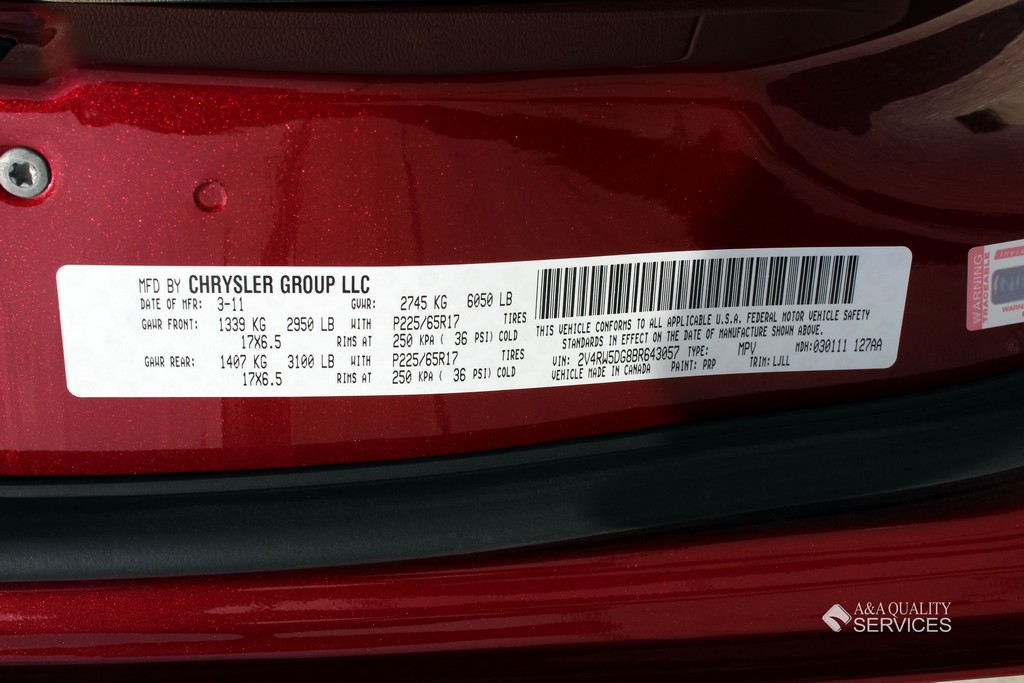 MFD BY CHRYSLER GROUP LLC
DATE OF MFR: 3-11 GVWR: 2745 KG 6050 LB
GAWR FRONT: 1339 KG 2950 LB WITH P225/65R17 TIRES
17X6.5 RIMS AT 250 KPA ( 36 PSI) COLD
GAWR REAR: 1407 KG 3100 LB WITH P225/65R17 TIRES
17X6.5 RIMS AT 250 KPA ( 36 PSI) COLD
THIS VEHICLE CONFORMS TO ALL APPLICABLE U.S.A. FEDERAL MOTOR VEHICLE SAFETY
STANDARDS IN EFFECT ON THE DATE OF MANUFACTURE SHOWN ABOVE.
VIN: 2V4RW5DG8BR643057 TYPE: MPV MDH:030111 127AA
VEHICLE MADE IN CANADA PAINT: PRP TRIM:LJLL
WARNING
TRACEABLE
A&A QUALITY
SERVICES